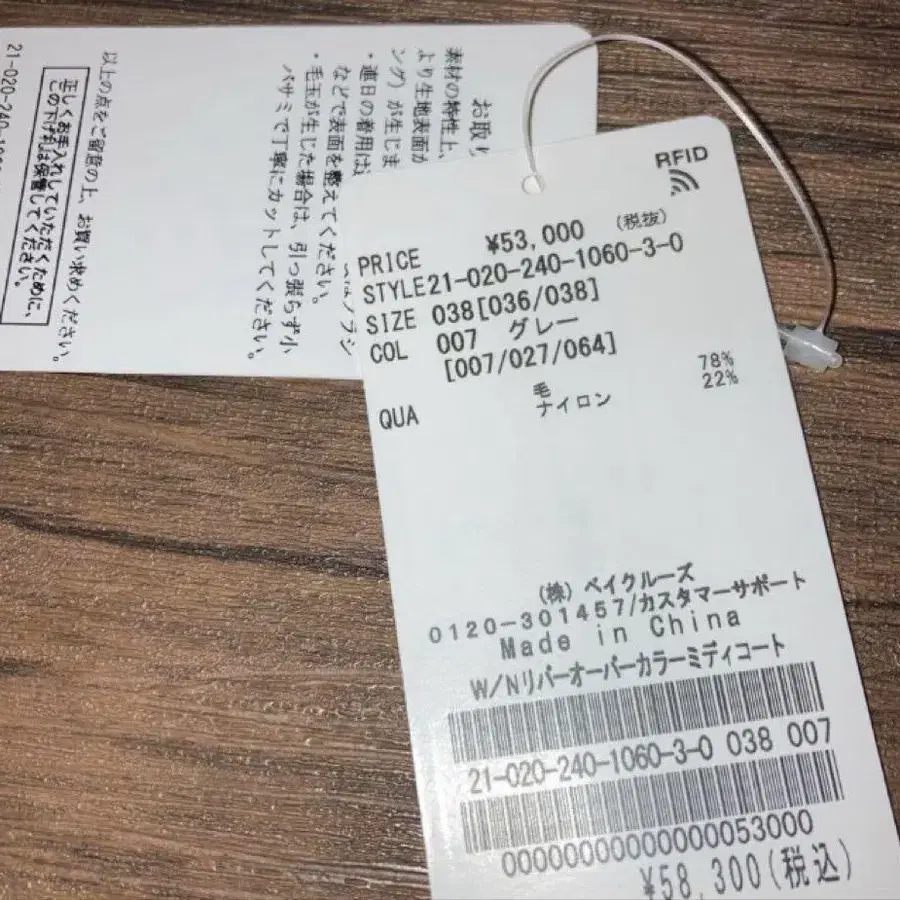 お取り
素材の特性上、
より生地表面が
ング)が生じま
・連日の着用は
などで表面を整えてください。
・毛玉が生じた場合は、引っ張らず小
バサミで丁寧にカットしてください。
以上の点をご留意の上、お買い求めください。
正しくお手入れしていただくために、
この下げ札は保管してください。
21-020-240-
RFID
PRICE ¥53,000 (税抜)
STYLE 21-020-240-1060-3-0
SIZE 038[036/038]
COL 007 グレー
[007/027/064]
QUA 毛 78%
ナイロン 22%
(株) ベイクルーズ
0120-301457/カスタマーサポート
Made in China
W/Nリバーオーバーカラーミディコート
21-020-240-1060-3-0 038 007
00000000000000053000
¥58,300(税込)